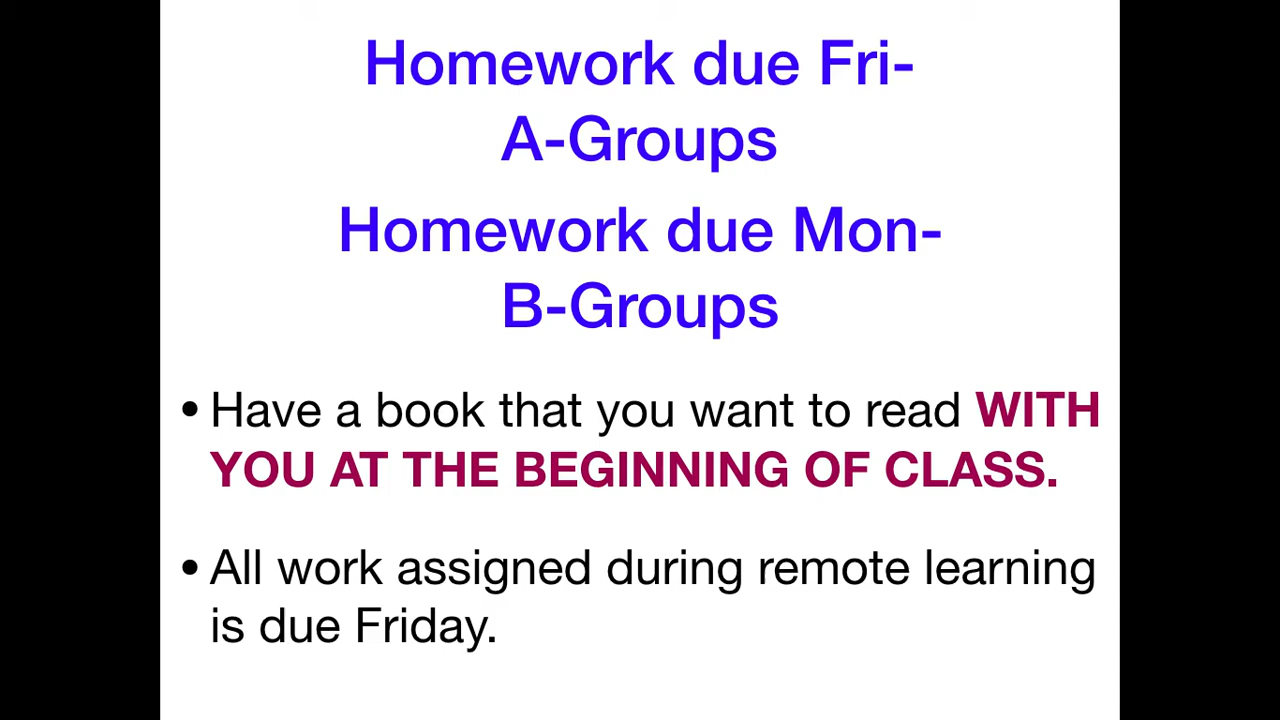 Homework due Fri-
A-Groups
Homework due Mon-
B-Groups
• Have a book that you want to read WITH
YOU AT THE BEGINNING OF CLASS.
• All work assigned during remote learning
is due Friday.